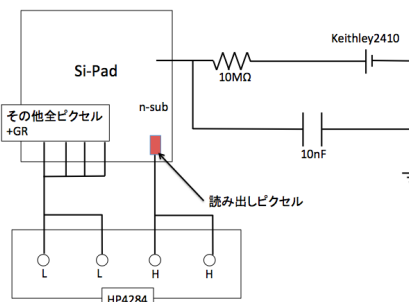 Keithley2410
Si-Pad
10MΩ
n-sub
その他全ピクセル
+GR
10nF
読み出しピクセル
L
L
H
H
HP4284